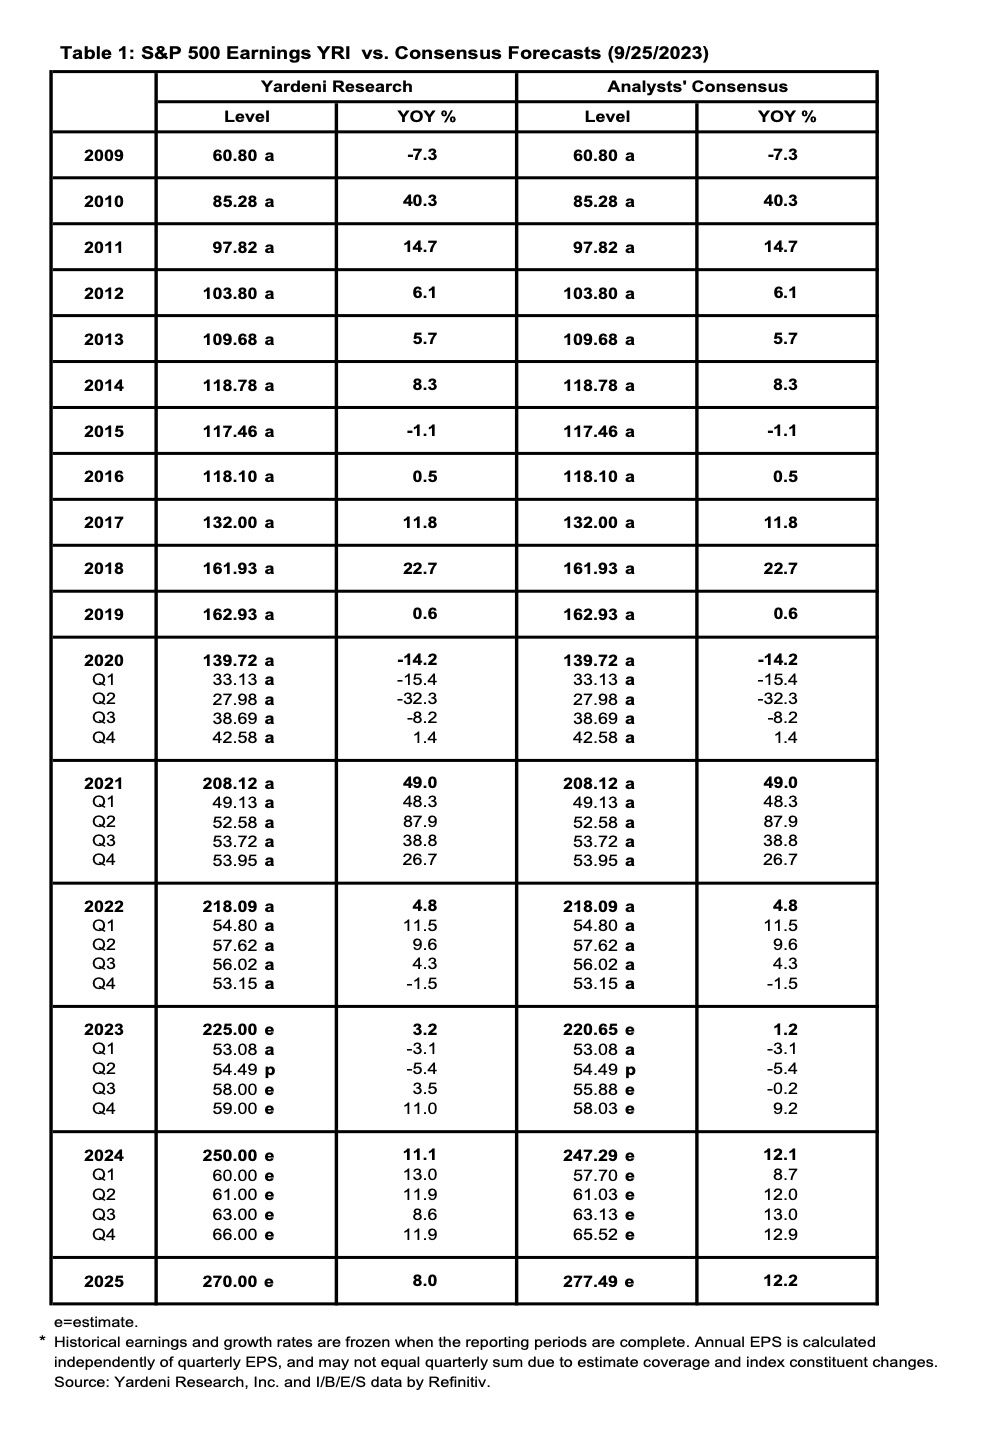 Table 1: S&P 500 Earnings YRI vs. Consensus Forecasts (9/25/2023)
Yardeni Research Analysts' Consensus
Level YOY % Level YOY %
2009 60.80 a -7.3 60.80 a -7.3
2010 85.28 a 40.3 85.28 a 40.3
2011 97.82 a 14.7 97.82 a 14.7
2012 103.80 a 6.1 103.80 a 6.1
2013 109.68 a 5.7 109.68 a 5.7
2014 118.78 a 8.3 118.78 a 8.3
2015 117.46 a -1.1 117.46 a -1.1
2016 118.10 a 0.5 118.10 a 0.5
2017 132.00 a 11.8 132.00 a 11.8
2018 161.93 a 22.7 161.93 a 22.7
2019 162.93 a 0.6 162.93 a 0.6
2020 139.72 a -14.2 139.72 a -14.2
Q1 33.13 a -15.4 33.13 a -15.4
Q2 27.98 a -32.3 27.98 a -32.3
Q3 38.69 a -8.2 38.69 a -8.2
Q4 42.58 a 1.4 42.58 a 1.4
2021 208.12 a 49.0 208.12 a 49.0
Q1 49.13 a 48.3 49.13 a 48.3
Q2 52.58 a 87.9 52.58 a 87.9
Q3 53.72 a 38.8 53.72 a 38.8
Q4 53.95 a 26.7 53.95 a 26.7
2022 218.09 a 4.8 218.09 a 4.8
Q1 54.80 a 11.5 54.80 a 11.5
Q2 57.62 a 9.6 57.62 a 9.6
Q3 56.02 a 4.3 56.02 a 4.3
Q4 53.15 a -1.5 53.15 a -1.5
2023 225.00 e 3.2 220.65 e 1.2
Q1 53.08 a -3.1 53.08 a -3.1
Q2 54.49 p -5.4 54.49 p -5.4
Q3 58.00 e 3.5 55.88 e -0.2
Q4 59.00 e 11.0 58.03 e 9.2
2024 250.00 e 11.1 247.29 e 12.1
Q1 60.00 e 13.0 57.70 e 8.7
Q2 61.00 e 11.9 61.03 e 12.0
Q3 63.00 e 8.6 63.13 e 13.0
Q4 66.00 e 11.9 65.52 e 12.9
2025 270.00 e 8.0 277.49 e 12.2
e=estimate.
* Historical earnings and growth rates are frozen when the reporting periods are complete. Annual EPS is calculated
independently of quarterly EPS, and may not equal quarterly sum due to estimate coverage and index constituent changes.
Source: Yardeni Research, Inc. and I/B/E/S data by Refinitiv.